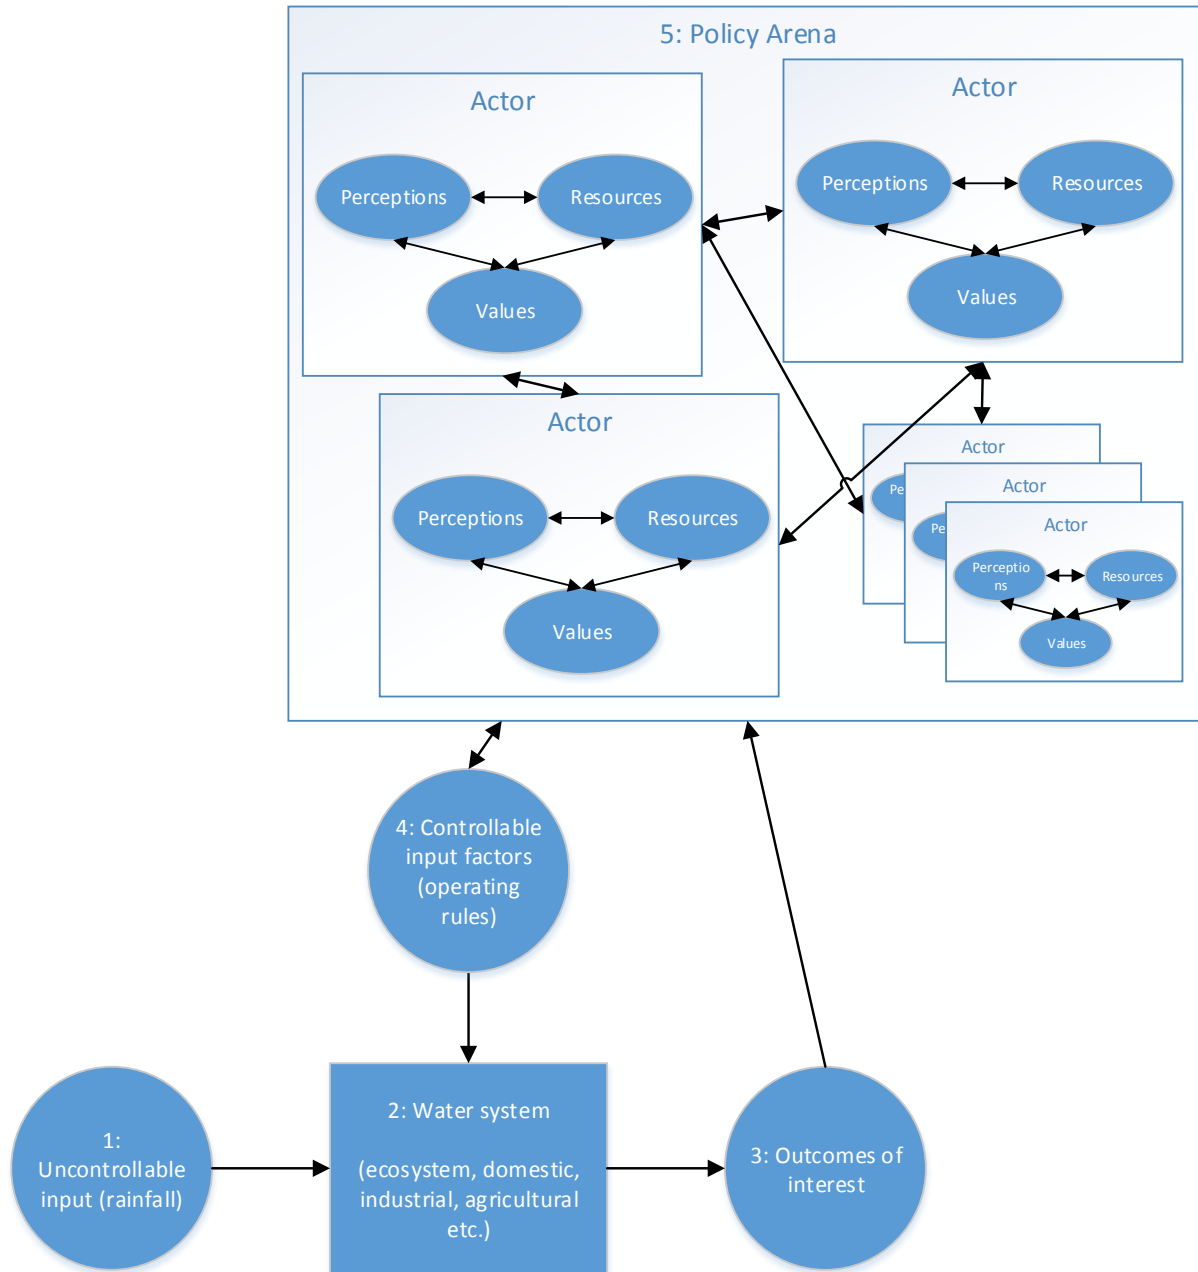 5: Policy Arena
Actor
Perceptions
Resources
Values
Actor
Perceptions
Resources
Values
Actor
Perceptions
Resources
Values
Actor
Pe
Actor
Pe
Actor
Perceptio
ns
Resources
Values
4: Controllable
input factors
(operating
rules)
1:
Uncontrollable
input (rainfall)
2: Water system
(ecosystem, domestic,
industrial, agricultural
etc.)
3: Outcomes of
interest